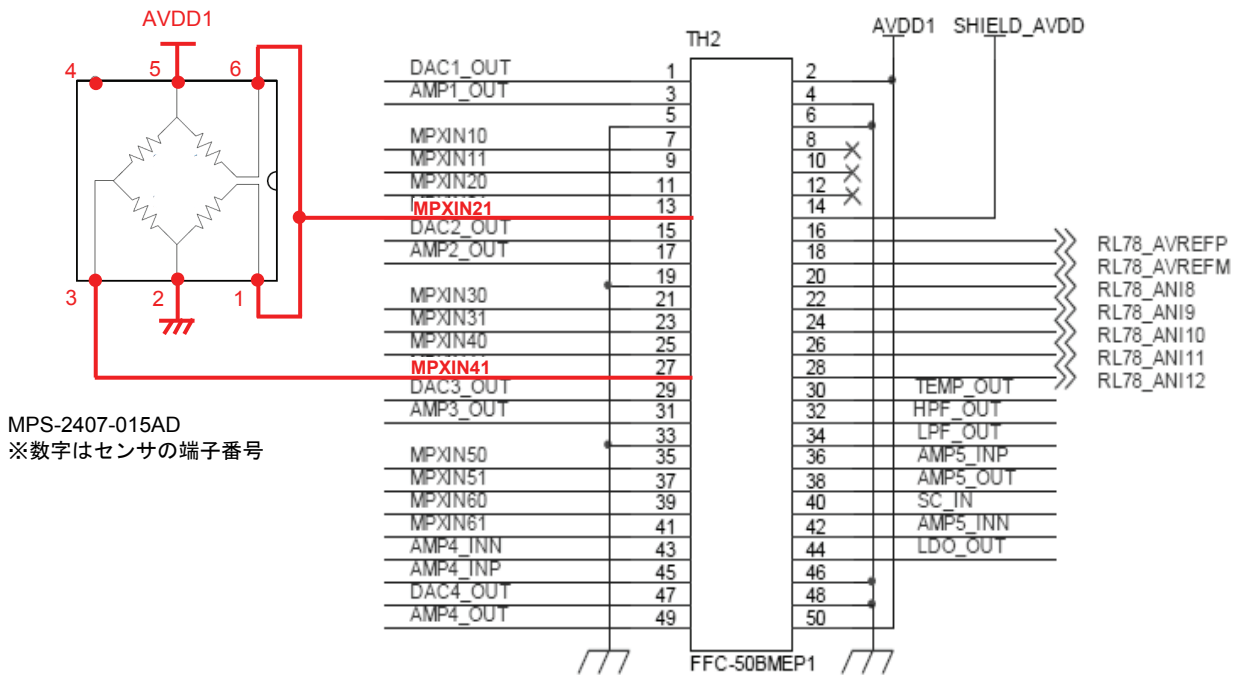 AVDD1
4
5
6
3
2
1
MPS-2407-015AD
※数字はセンサの端子番号
TH2
AVDD1
SHIELD_AVDD
DAC1_OUT 1
AMP1_OUT 3
5
MPXIN10 7
MPXIN11 9
MPXIN20 11
MPXIN21 13
DAC2_OUT 15
AMP2_OUT 17
19
MPXIN30 21
MPXIN31 23
MPXIN40 25
MPXIN41 27
DAC3_OUT 29
AMP3_OUT 31
33
MPXIN50 35
MPXIN51 37
MPXIN60 39
MPXIN61 41
AMP4_INN 43
AMP4_INP 45
DAC4_OUT 47
AMP4_OUT 49
2
4
6
8
10
12
14
16 RL78_AVREFP
18 RL78_AVREFM
20 RL78_ANI8
22 RL78_ANI9
24 RL78_ANI10
26 RL78_ANI11
28 RL78_ANI12
30 TEMP_OUT
32 HPF_OUT
34 LPF_OUT
36 AMP5_INP
38 AMP5_OUT
40 SC_IN
42 AMP5_INN
44 LDO_OUT
46
48
50
FFC-50BMEP1